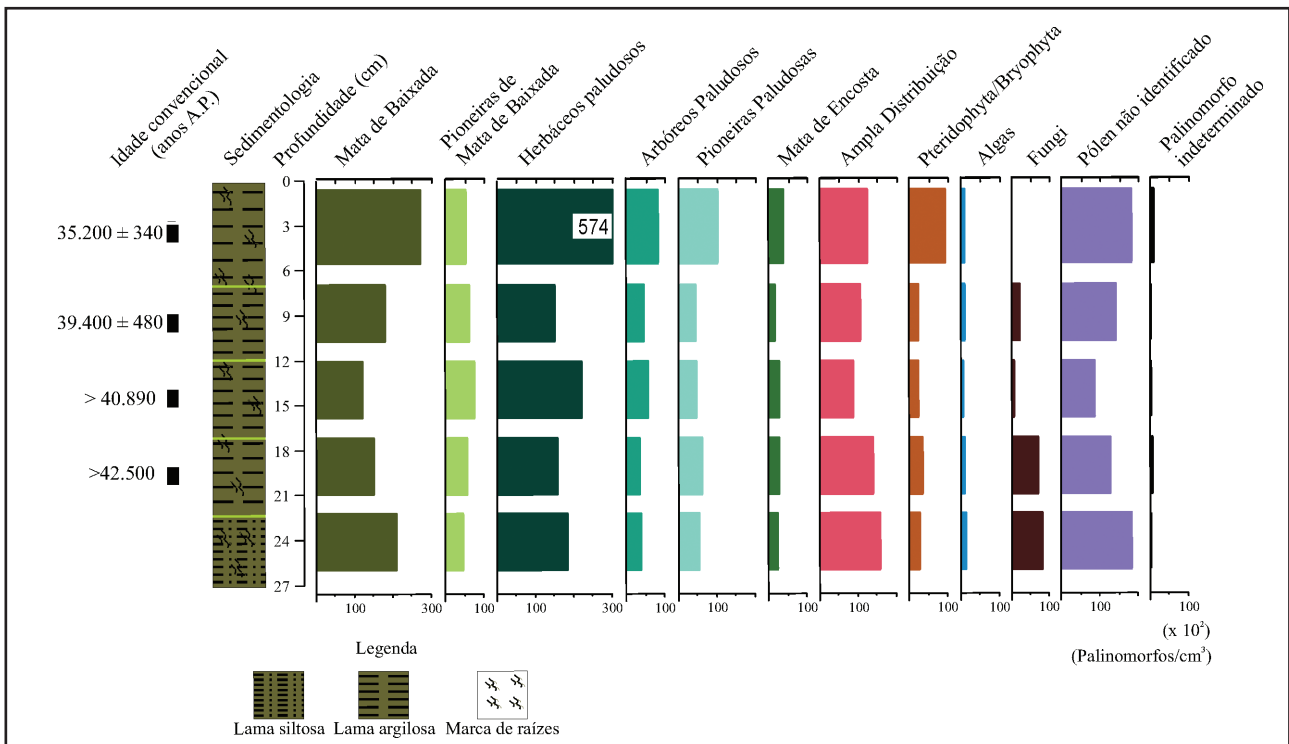 Idade convencional
(anos A.P.)
Sedimentologia
Profundidade (cm)
Mata de Baixada
Pioneiras de
Mata de Baixada
Herbáceos paludosos
Arbóreos Paludosos
Pioneiras Paludosas
Mata de Encosta
Ampla Distribuição
Pteridophyta/Bryophyta
Algas
Fungi
Pólen não identificado
Palinomorfo
indeterminado
0
3
6
9
12
15
18
21
24
27
35.200 ± 340
39.400 ± 480
> 40.890
>42.500
574
100 300 100 100 300 100 100 100 100 100 100 100 100 100
(x 10²)
(Palinomorfos/cm³)
Legenda
Lama siltosa Lama argilosa Marca de raízes